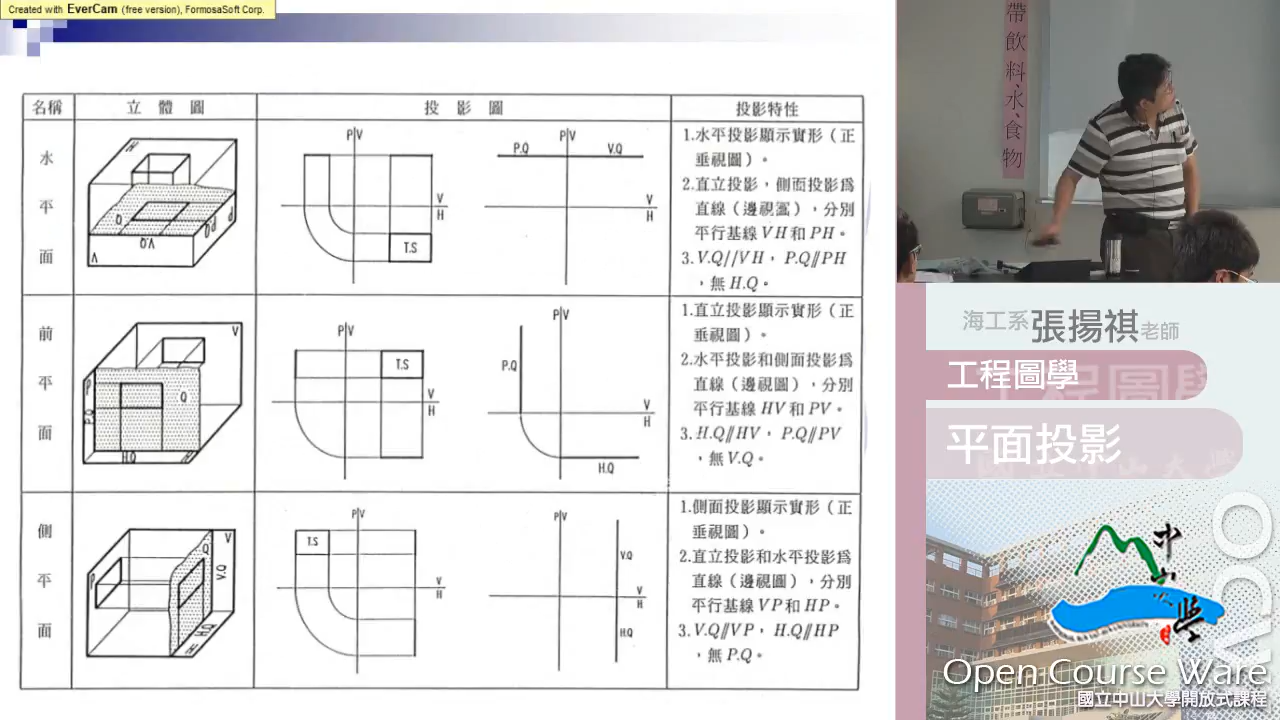 Created with EverCam (free version), FormosaSoft Corp.
名稱 立體圖 投影圖 投影特性
水平面
H
Q
V.Q
P.Q
P
V
P|V
V/H
T.S
P|V
P.Q V.Q
V/H
1.水平投影顯示實形（正
垂視圖）。
2.直立投影，側面投影為
直線（邊視圖），分別
平行基線VH和PH。
3.V.Q//VH，P.Q//PH
，無H.Q。
前平面
V
P
Q
P.Q
H.Q
H
P|V
T.S
V/H
P|V
P.Q
V/H
H.Q
1.直立投影顯示實形（正
垂視圖）。
2.水平投影和側面投影為
直線（邊視圖），分別
平行基線HV和PV。
3.H.Q//HV，P.Q//PV
，無V.Q。
側平面
V
Q
V.Q
P
H.Q
H
P|V
T.S
V/H
P|V
V.Q
V/H
H.Q
1.側面投影顯示實形（正
垂視圖）。
2.直立投影和水平投影為
直線（邊視圖），分別
平行基線VP和HP。
3.V.Q//VP，H.Q//HP
，無P.Q。
帶飲料、水、食物
海工系張揚祺老師
工程圖學
平面投影
中山大學
OCW
Open Course Ware
國立中山大學開放式課程